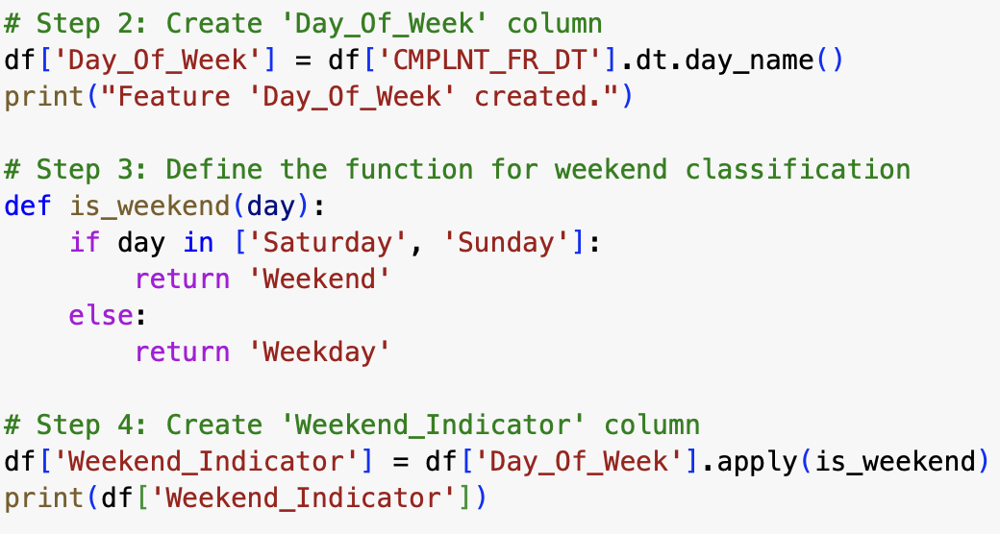 # Step 2: Create 'Day_Of_Week' column
df['Day_Of_Week'] = df['CMPLNT_FR_DT'].dt.day_name()
print("Feature 'Day_Of_Week' created.")

# Step 3: Define the function for weekend classification
def is_weekend(day):
    if day in ['Saturday', 'Sunday']:
        return 'Weekend'
    else:
        return 'Weekday'

# Step 4: Create 'Weekend_Indicator' column
df['Weekend_Indicator'] = df['Day_Of_Week'].apply(is_weekend)
print(df['Weekend_Indicator'])